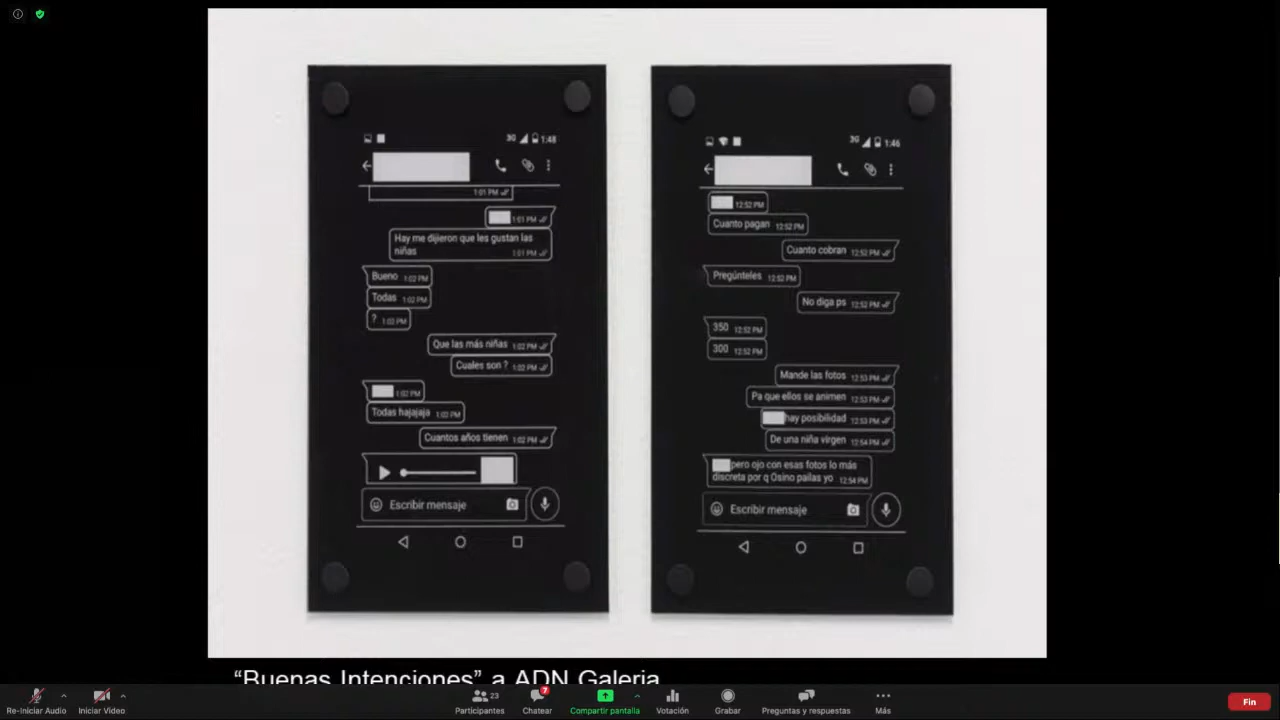 3G 1:48
1:01 PM
1:01 PM
Hay me dijieron que les gustan las
niñas 1:01 PM
Bueno 1:02 PM
Todas 1:02 PM
? 1:02 PM
Que las más niñas 1:02 PM
Cuales son ? 1:02 PM
1:02 PM
Todas hajajaja 1:02 PM
Cuantos años tienen 1:02 PM
Escribir mensaje
3G 1:46
12:52 PM
Cuanto pagan 12:52 PM
Cuanto cobran 12:52 PM
Pregúnteles 12:52 PM
No diga ps 12:52 PM
350 12:52 PM
300 12:52 PM
Mande las fotos 12:53 PM
Pa que ellos se animen 12:53 PM
hay posibilidad 12:53 PM
De una niña virgen 12:54 PM
pero ojo con esas fotos lo más
discreta por q Osino pailas yo 12:54 PM
Escribir mensaje
“Buenas Intenciones” a ADN Galeria
Re-Iniciar Audio
Iniciar Video
23
Participantes
7
Chatear
Compartir pantalla
Votación
Grabar
Preguntas y respuestas
Más
Fin